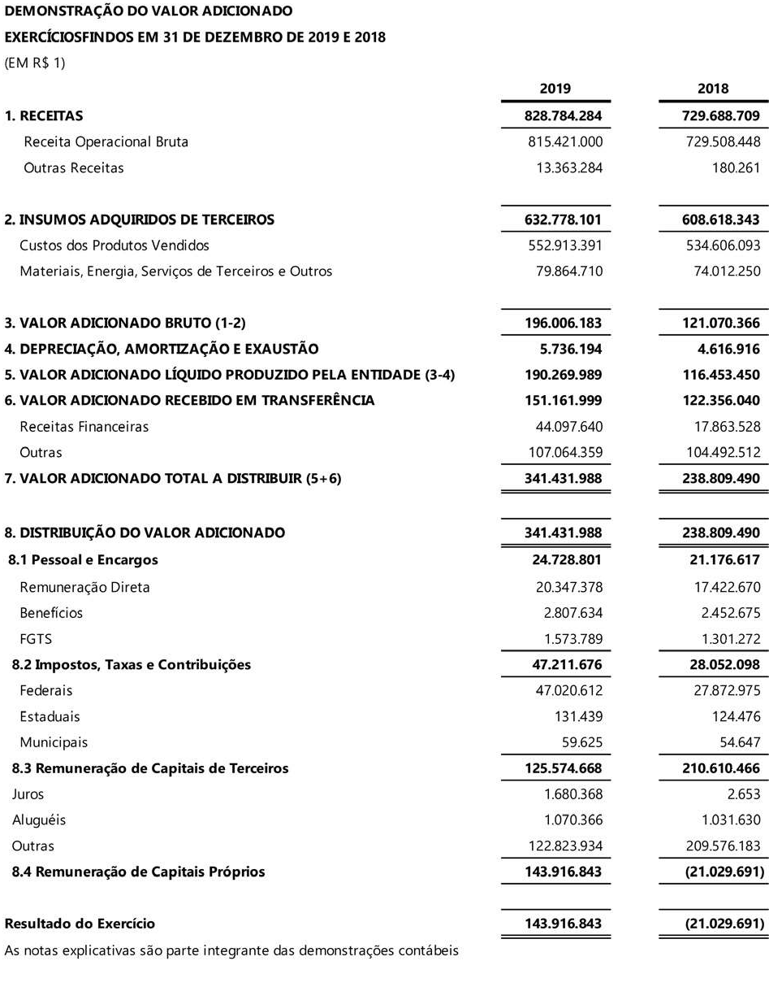 DEMONSTRAÇÃO DO VALOR ADICIONADO
EXERCÍCIOSFINDOS EM 31 DE DEZEMBRO DE 2019 E 2018
(EM R$ 1)
2019 2018
1. RECEITAS 828.784.284 729.688.709
Receita Operacional Bruta 815.421.000 729.508.448
Outras Receitas 13.363.284 180.261
2. INSUMOS ADQUIRIDOS DE TERCEIROS 632.778.101 608.618.343
Custos dos Produtos Vendidos 552.913.391 534.606.093
Materiais, Energia, Serviços de Terceiros e Outros 79.864.710 74.012.250
3. VALOR ADICIONADO BRUTO (1-2) 196.006.183 121.070.366
4. DEPRECIAÇÃO, AMORTIZAÇÃO E EXAUSTÃO 5.736.194 4.616.916
5. VALOR ADICIONADO LÍQUIDO PRODUZIDO PELA ENTIDADE (3-4) 190.269.989 116.453.450
6. VALOR ADICIONADO RECEBIDO EM TRANSFERÊNCIA 151.161.999 122.356.040
Receitas Financeiras 44.097.640 17.863.528
Outras 107.064.359 104.492.512
7. VALOR ADICIONADO TOTAL A DISTRIBUIR (5+6) 341.431.988 238.809.490
8. DISTRIBUIÇÃO DO VALOR ADICIONADO 341.431.988 238.809.490
8.1 Pessoal e Encargos 24.728.801 21.176.617
Remuneração Direta 20.347.378 17.422.670
Benefícios 2.807.634 2.452.675
FGTS 1.573.789 1.301.272
8.2 Impostos, Taxas e Contribuições 47.211.676 28.052.098
Federais 47.020.612 27.872.975
Estaduais 131.439 124.476
Municipais 59.625 54.647
8.3 Remuneração de Capitais de Terceiros 125.574.668 210.610.466
Juros 1.680.368 2.653
Aluguéis 1.070.366 1.031.630
Outras 122.823.934 209.576.183
8.4 Remuneração de Capitais Próprios 143.916.843 (21.029.691)
Resultado do Exercício 143.916.843 (21.029.691)
As notas explicativas são parte integrante das demonstrações contábeis